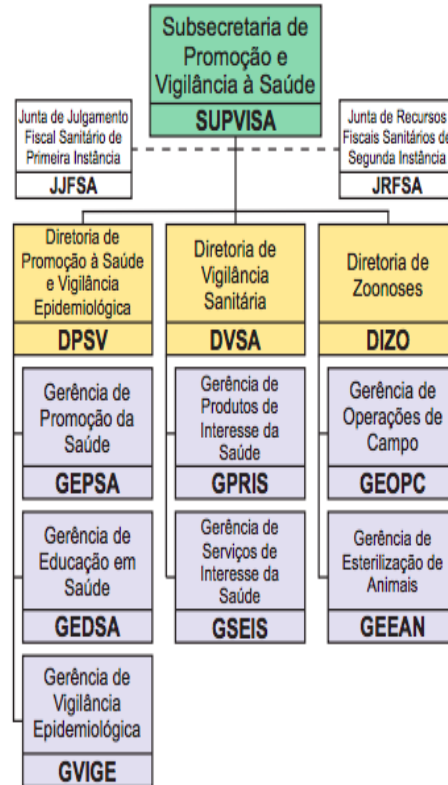 Subsecretaria de
Promoção e
Vigilância à Saúde
SUPVISA
Junta de Julgamento
Fiscal Sanitário de
Primeira Instância
JJFSA
Junta de Recursos
Fiscais Sanitários de
Segunda Instância
JRFSA
Diretoria de
Promoção à Saúde
e Vigilância
Epidemiológica
DPSV
Diretoria de
Vigilância
Sanitária
DVSA
Diretoria de
Zoonoses
DIZO
Gerência de
Promoção da
Saúde
GEPSA
Gerência de
Produtos de
Interesse da
Saúde
GPRIS
Gerência de
Operações de
Campo
GEOPC
Gerência de
Educação em
Saúde
GEDSA
Gerência de
Serviços de
Interesse da
Saúde
GSEIS
Gerência de
Esterilização de
Animais
GEEAN
Gerência de
Vigilância
Epidemiológica
GVIGE